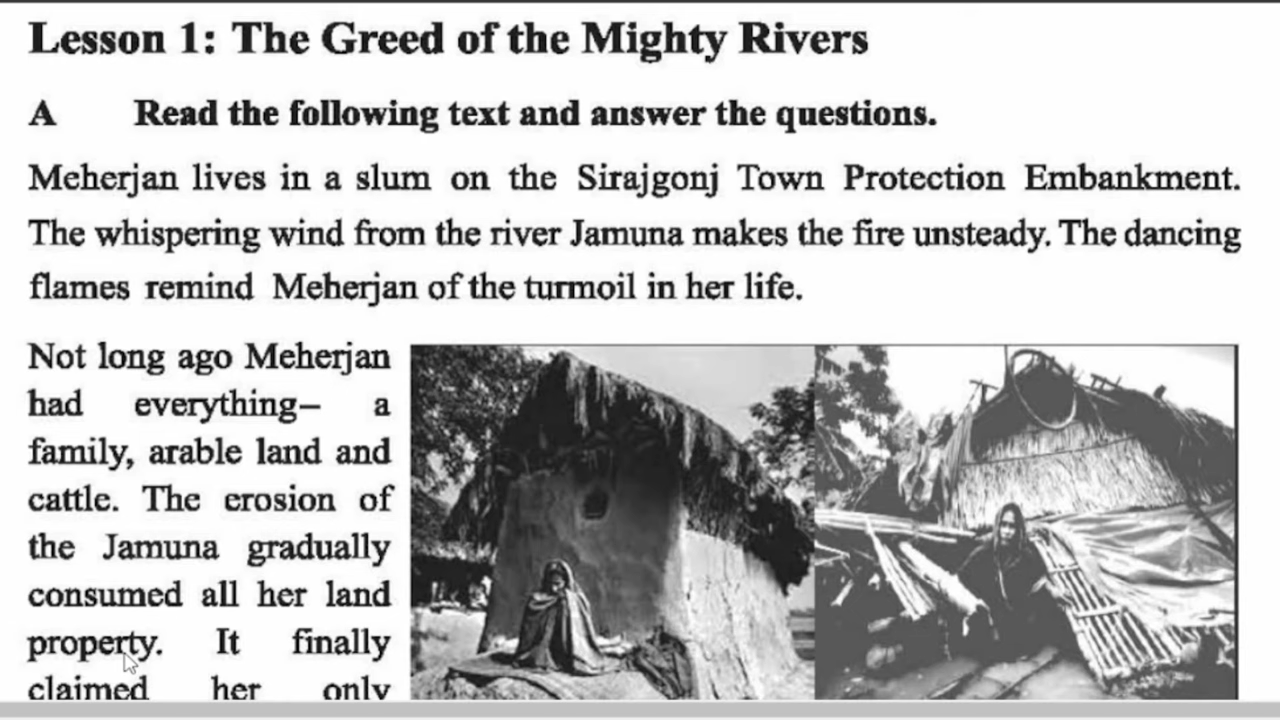 Lesson 1: The Greed of the Mighty Rivers
A Read the following text and answer the questions.
Meherjan lives in a slum on the Sirajgonj Town Protection Embankment.
The whispering wind from the river Jamuna makes the fire unsteady. The dancing
flames remind Meherjan of the turmoil in her life.
Not long ago Meherjan
had everything– a
family, arable land and
cattle. The erosion of
the Jamuna gradually
consumed all her land
property. It finally
claimed her only